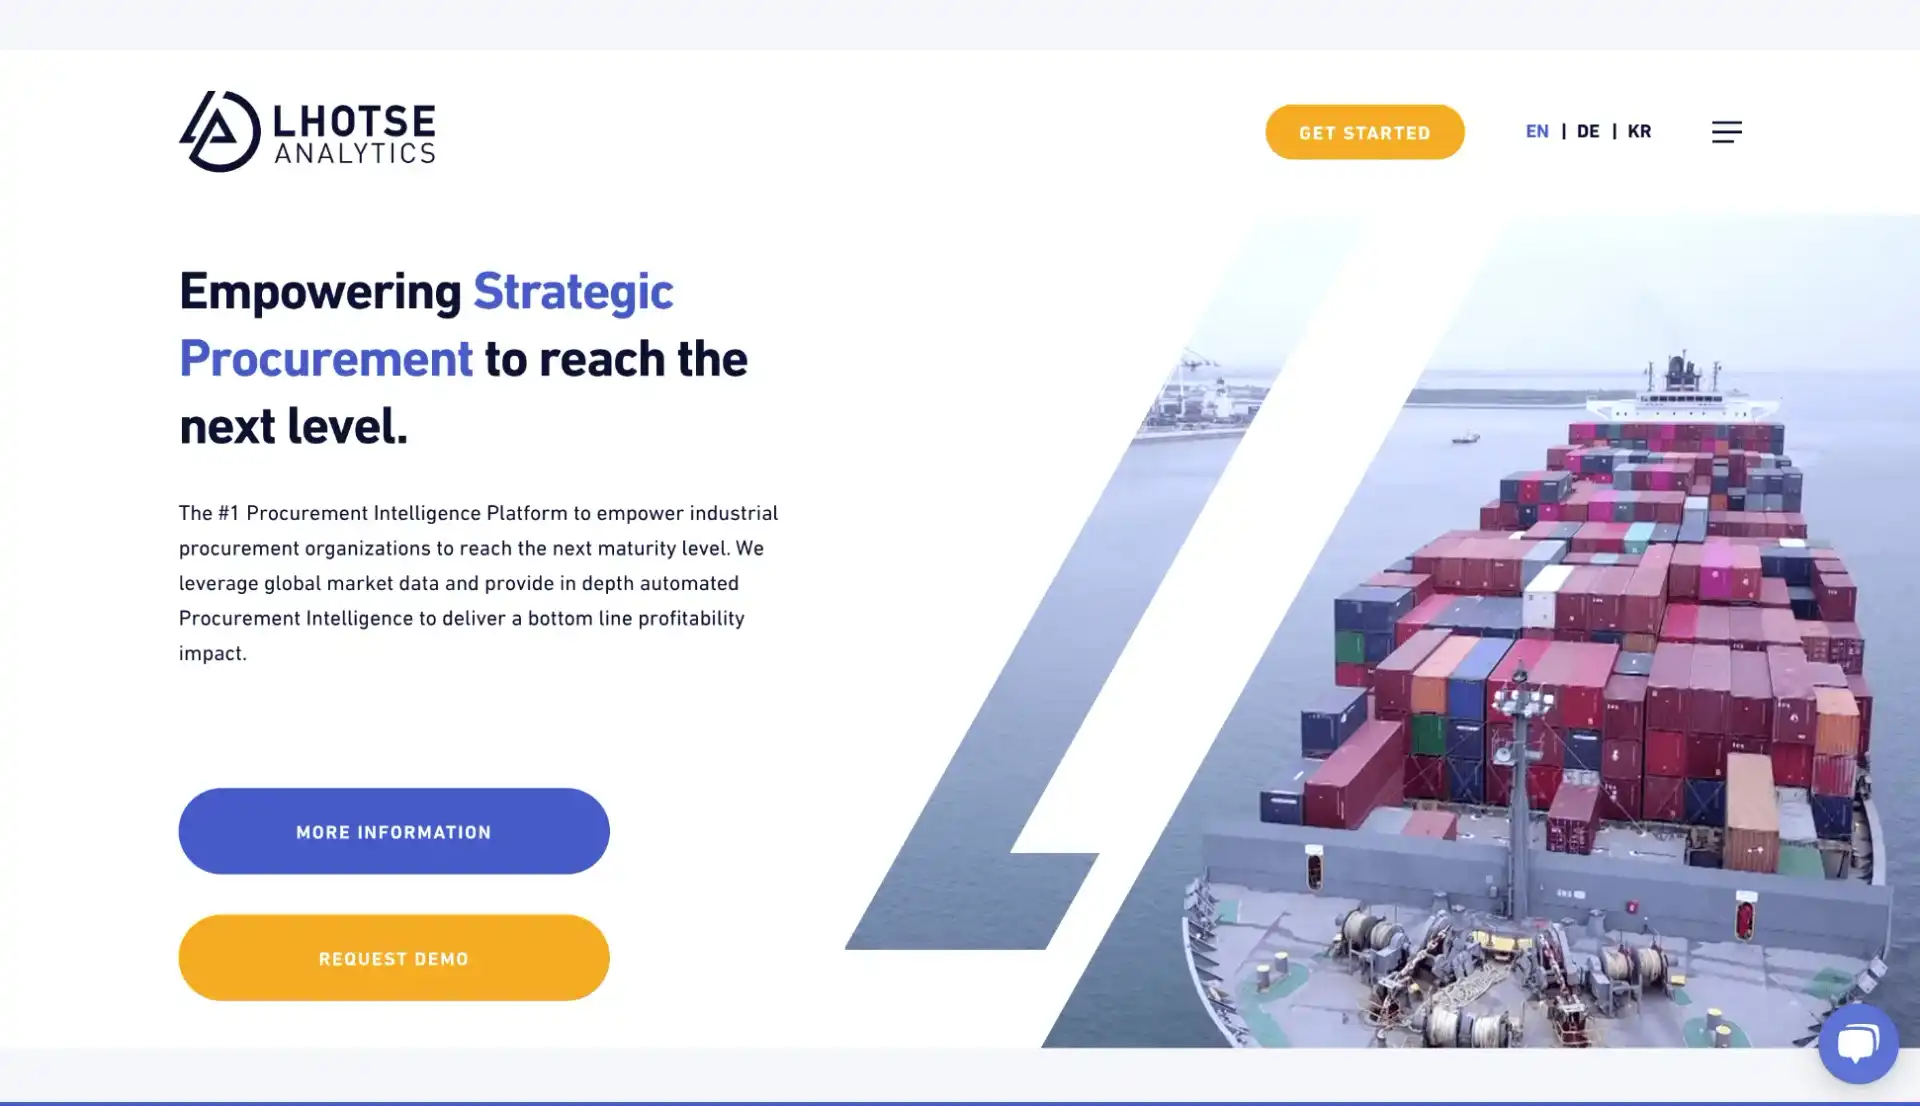 LHOTSE
ANALYTICS
GET STARTED
EN | DE | KR
Empowering Strategic
Procurement to reach the
next level.
The #1 Procurement Intelligence Platform to empower industrial
procurement organizations to reach the next maturity level. We
leverage global market data and provide in depth automated
Procurement Intelligence to deliver a bottom line profitability
impact.
MORE INFORMATION
REQUEST DEMO